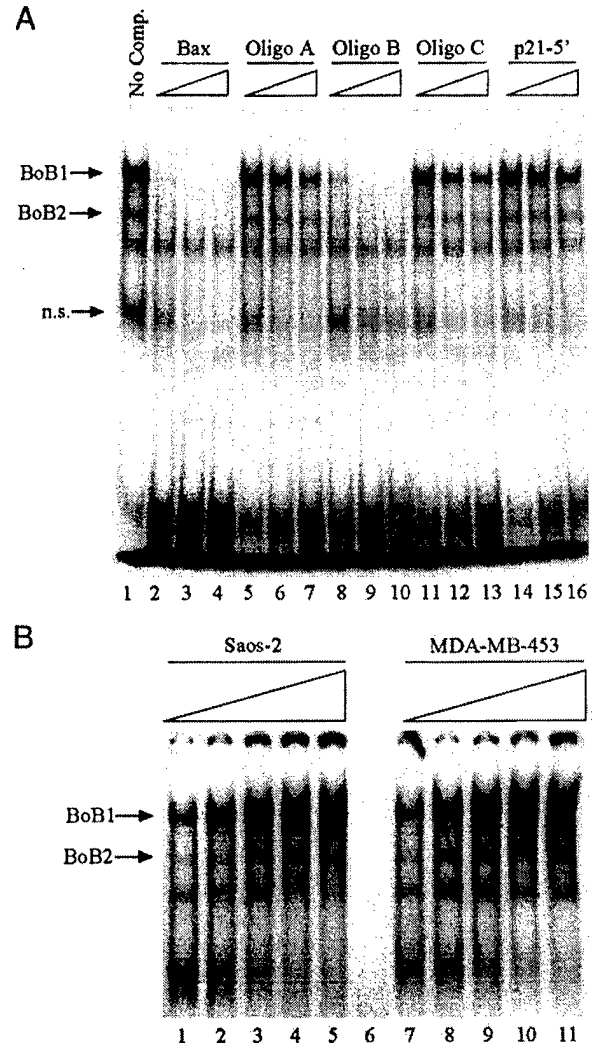 A
No Comp.
Bax Oligo A Oligo B Oligo C p21-5'
BoB1
BoB2
n.s.
1 2 3 4 5 6 7 8 9 10 11 12 13 14 15 16
B
Saos-2 MDA-MB-453
BoB1
BoB2
1 2 3 4 5 6 7 8 9 10 11